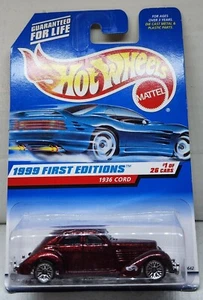 GUARANTEED
FOR LIFE
FOR AGES
OVER 3 YEARS.
DIE CAST METAL &
PLASTIC PARTS.
HOT WHEELS
MATTEL
1999 FIRST EDITIONS™
1936 CORD
#1 OF
26 CARS